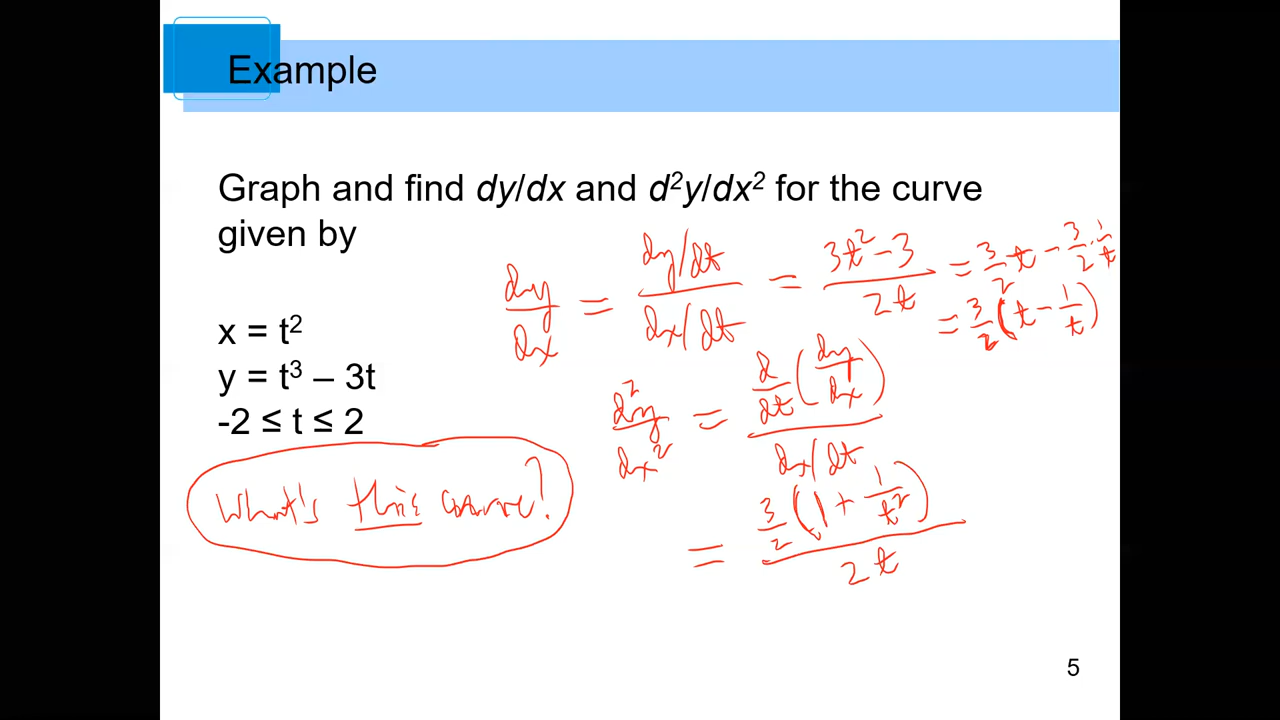 Example
Graph and find dy/dx and d²y/dx² for the curve
given by
x = t²
y = t³ – 3t
-2 ≤ t ≤ 2
What's this curve?
dy/dx = (dy/dt)/(dx/dt) = (3t² - 3)/(2t) = 3/2 t - 3/2 · 1/t
= 3/2 (t - 1/t)
d²y/dx² = (d/dt (dy/dx))/(dx/dt)
= (3/2 (1 + 1/t²))/(2t)
5